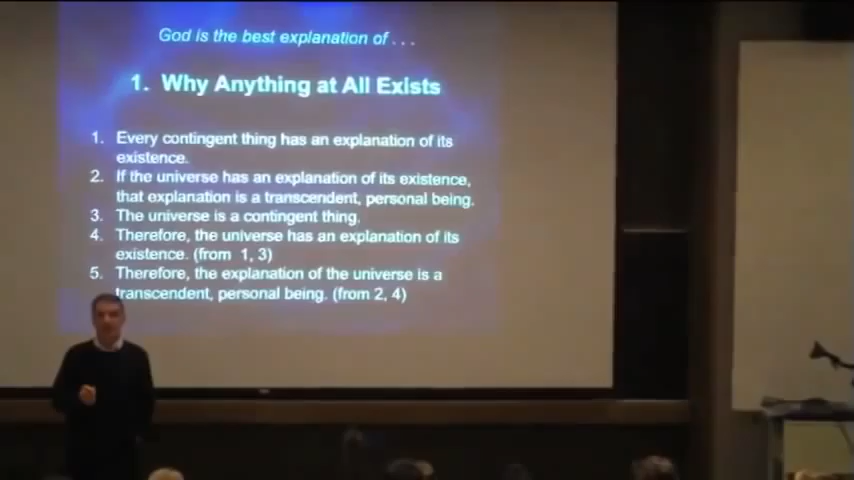 God is the best explanation of . . .
1. Why Anything at All Exists
1. Every contingent thing has an explanation of its
existence.
2. If the universe has an explanation of its existence,
that explanation is a transcendent, personal being.
3. The universe is a contingent thing.
4. Therefore, the universe has an explanation of its
existence. (from 1, 3)
5. Therefore, the explanation of the universe is a
transcendent, personal being. (from 2, 4)